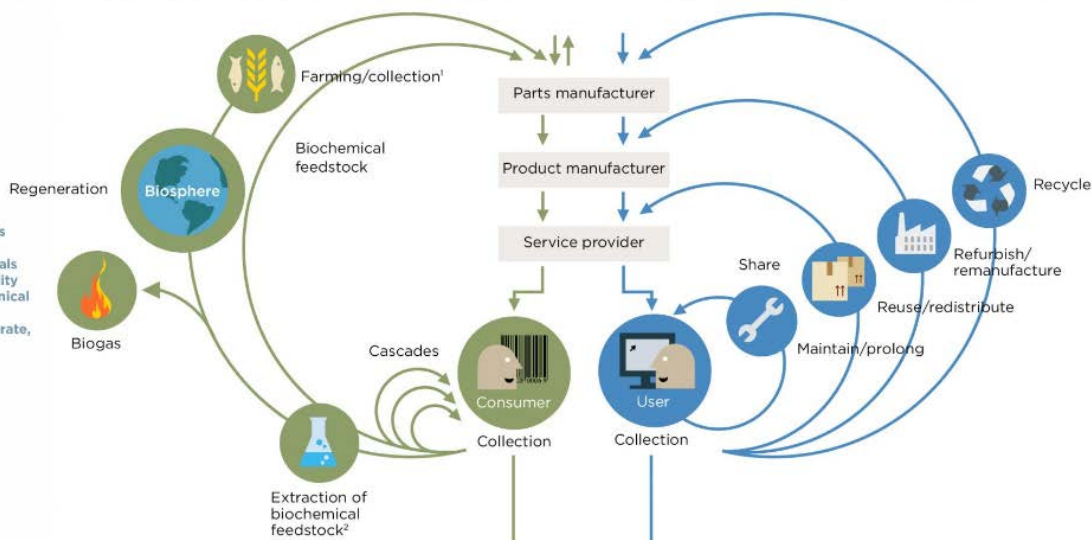 Farming/collection¹
Parts manufacturer
Biochemical
feedstock
Product manufacturer
Regeneration
Biosphere
Recycle
Service provider
Share
Refurbish/
remanufacture
Reuse/redistribute
Biogas
Cascades
Maintain/prolong
Consumer
User
Collection
Collection
Extraction of
biochemical
feedstock²